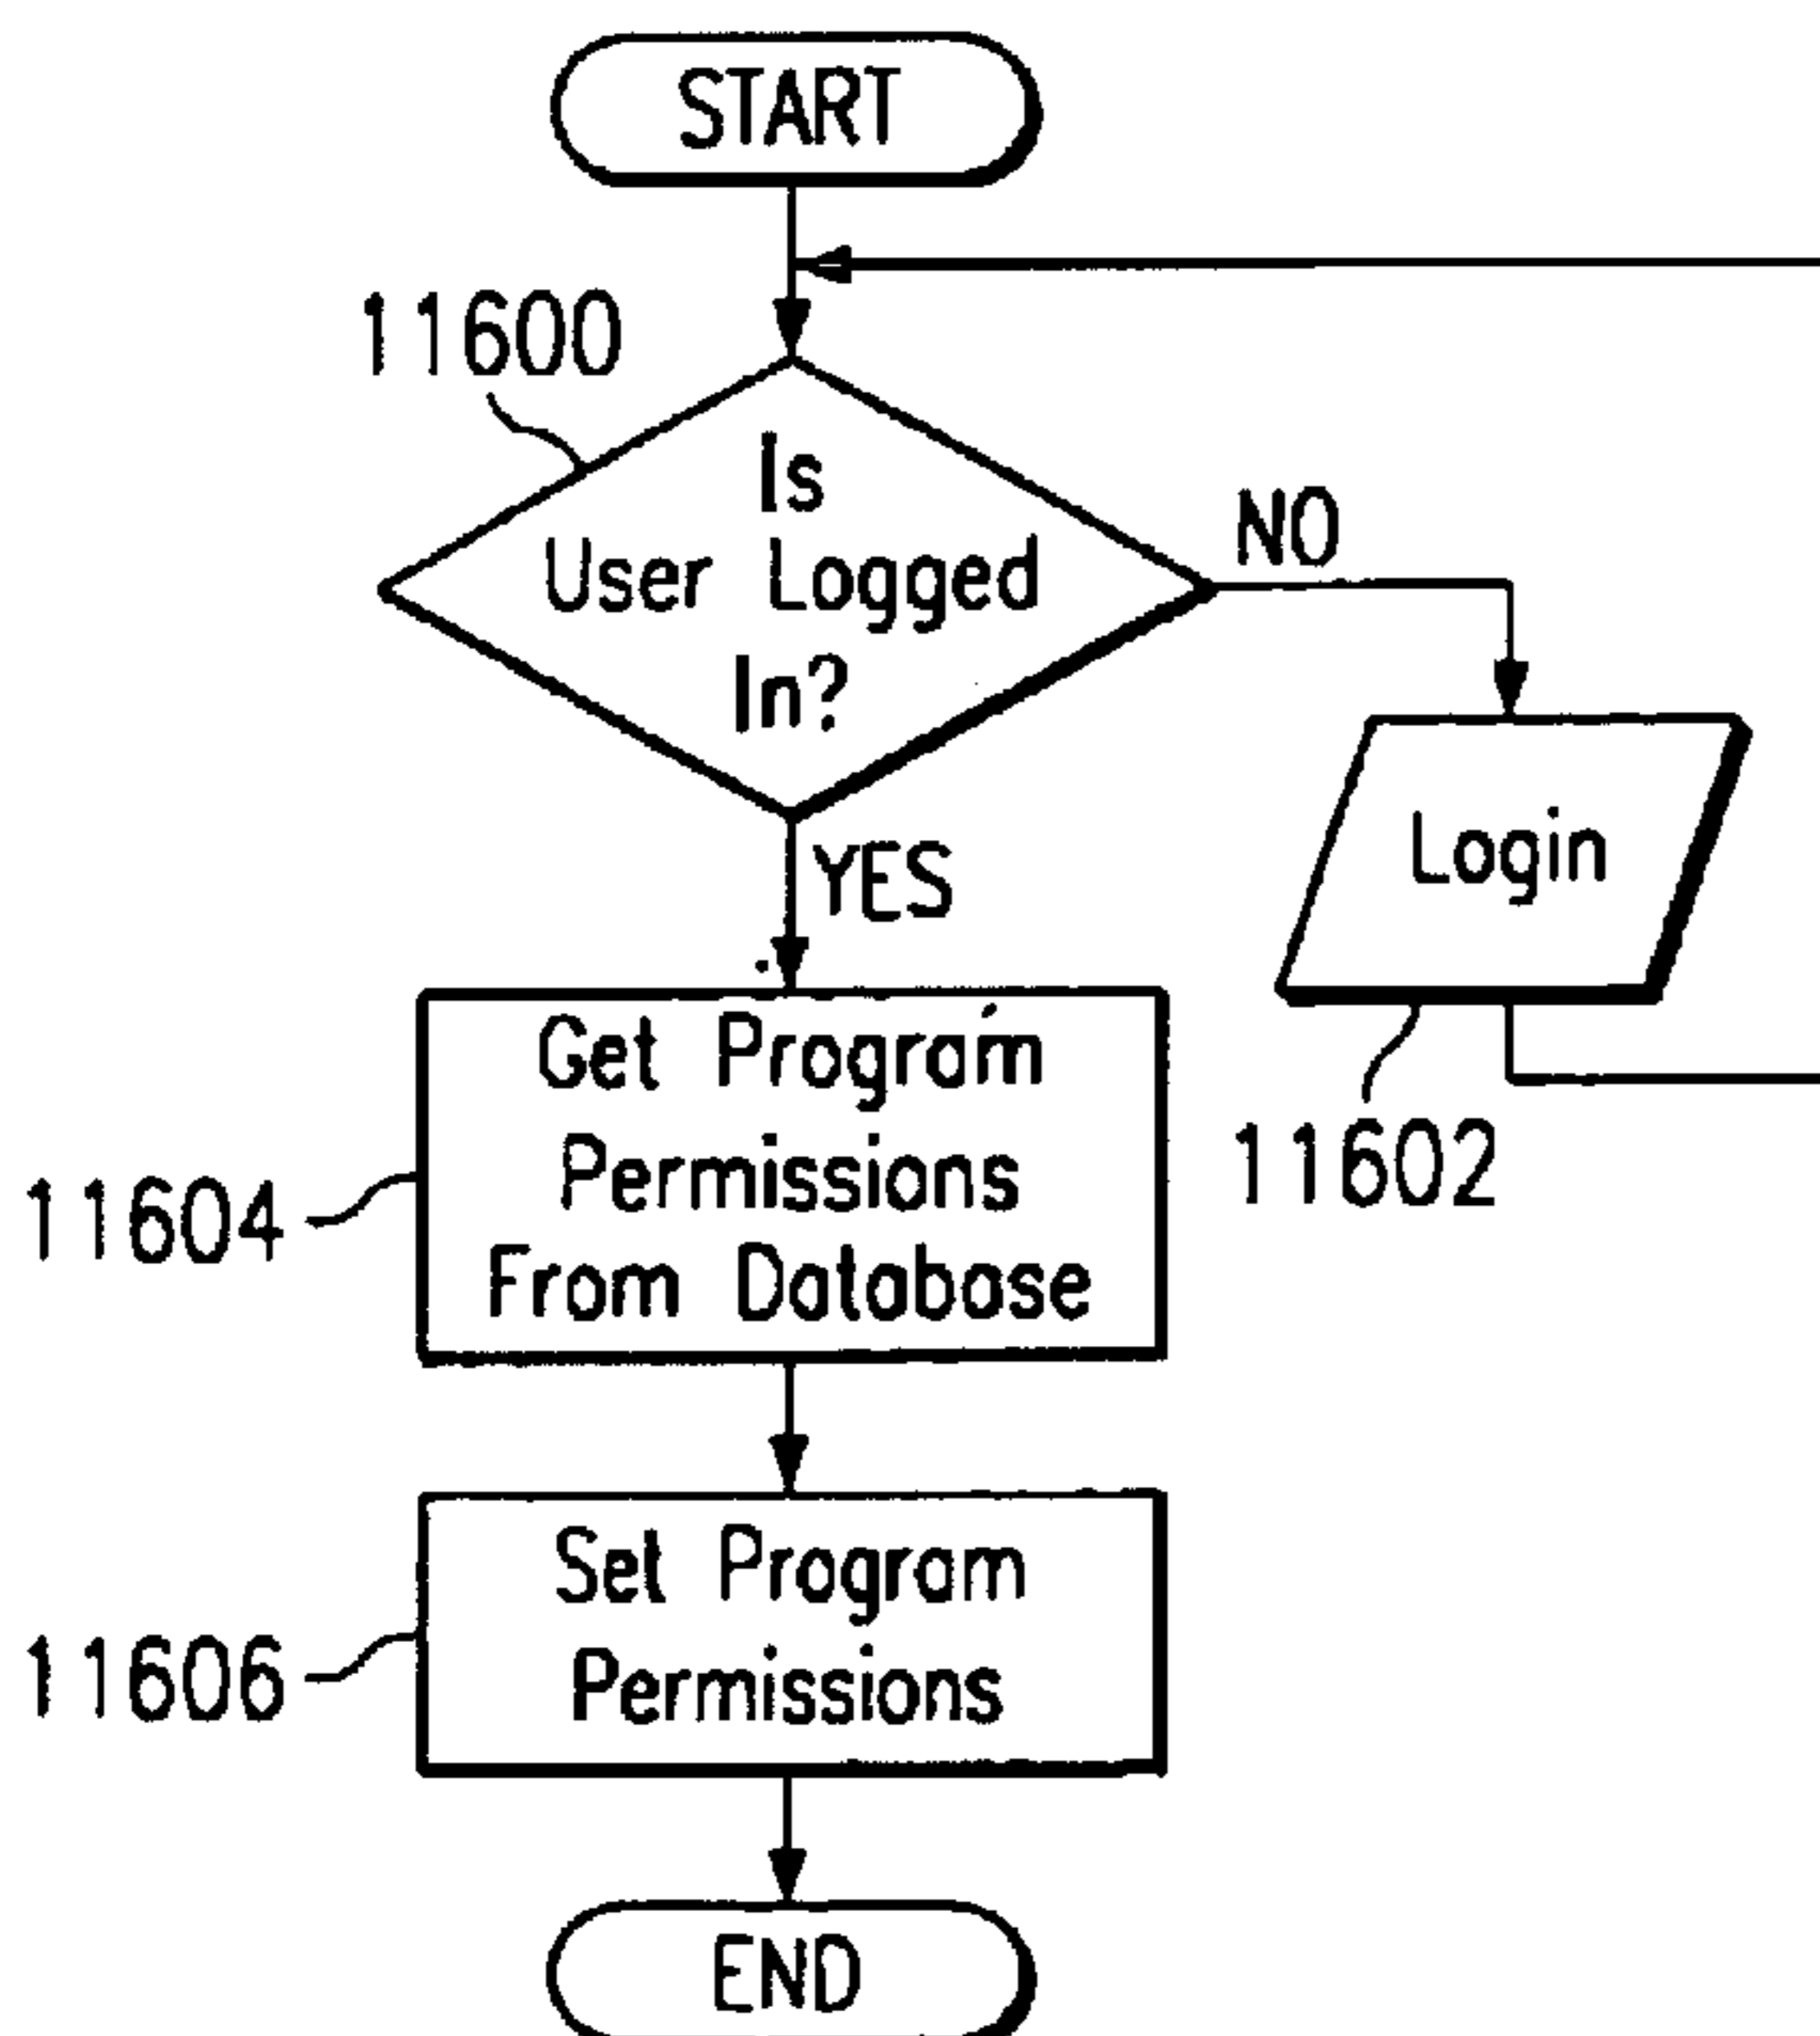 START
11600
Is
User Logged
In?
NO
YES
Login
11602
Get Program
Permissions
From Database
11604
Set Program
Permissions
11606
END